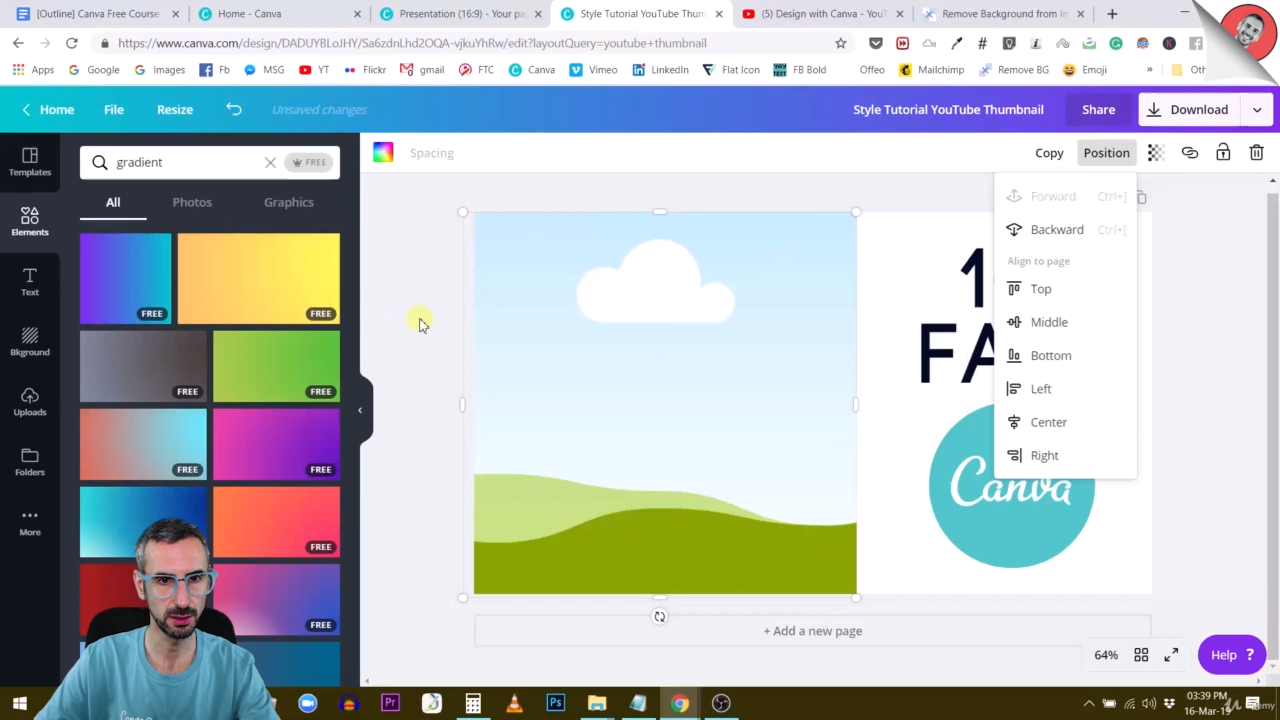 [Outline] Canva Free Course
Home - Canva
Presentation (16:9) - Your pa
Style Tutorial YouTube Thumb
(5) Design with Canva - YouT
Remove Background from Im
https://www.canva.com/design/DADUYBLoJHY/Sa6zdnLhd2OQA-vjkuYhRw/edit?layoutQuery=youtube+thumbnail
Apps Google Images Fb MSG YT Flickr gmail FTC Canva Vimeo LinkedIn Flat Icon FB Bold Offeo Mailchimp Remove BG Emoji » Oth
Home File Resize Unsaved changes Style Tutorial YouTube Thumbnail Share Download
Templates
gradient
FREE
Spacing
Copy Position
All Photos Graphics
Forward Ctrl+]
Backward Ctrl+[
Align to page
Top
Middle
Bottom
Left
Center
Right
Elements
Text
Bkground
Uploads
Folders
More
FREE
FREE
FREE
FREE
FREE
FREE
FREE
FREE
1
FA
Canva
+ Add a new page
64%
Help ?
03:39 PM
16-Mar-19